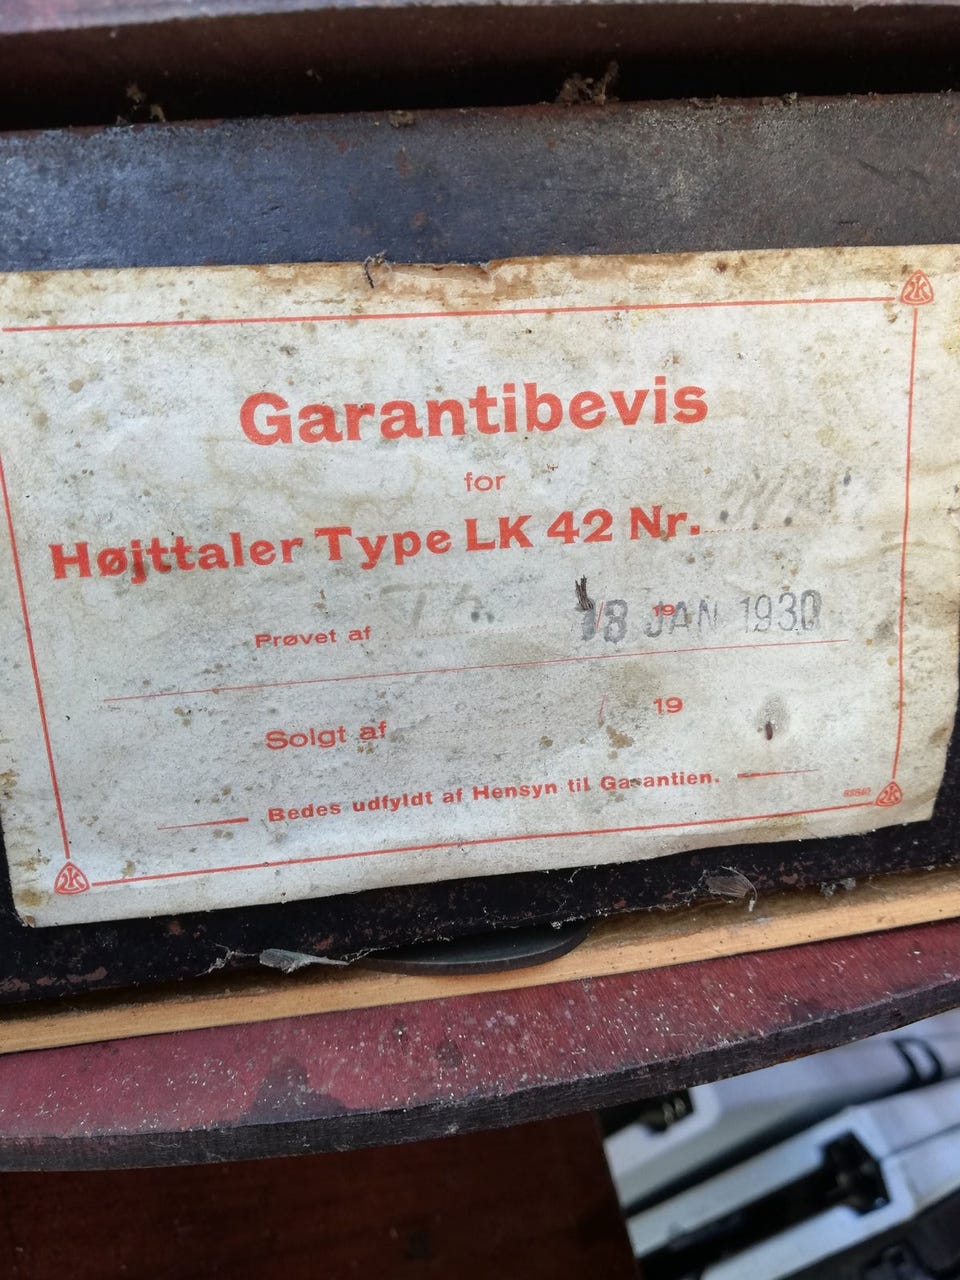 Garantibevis
for
Højttaler Type LK 42 Nr.
Prøvet af 18 JAN 1930
Solgt af / 19
Bedes udfyldt af Hensyn til Garantien.